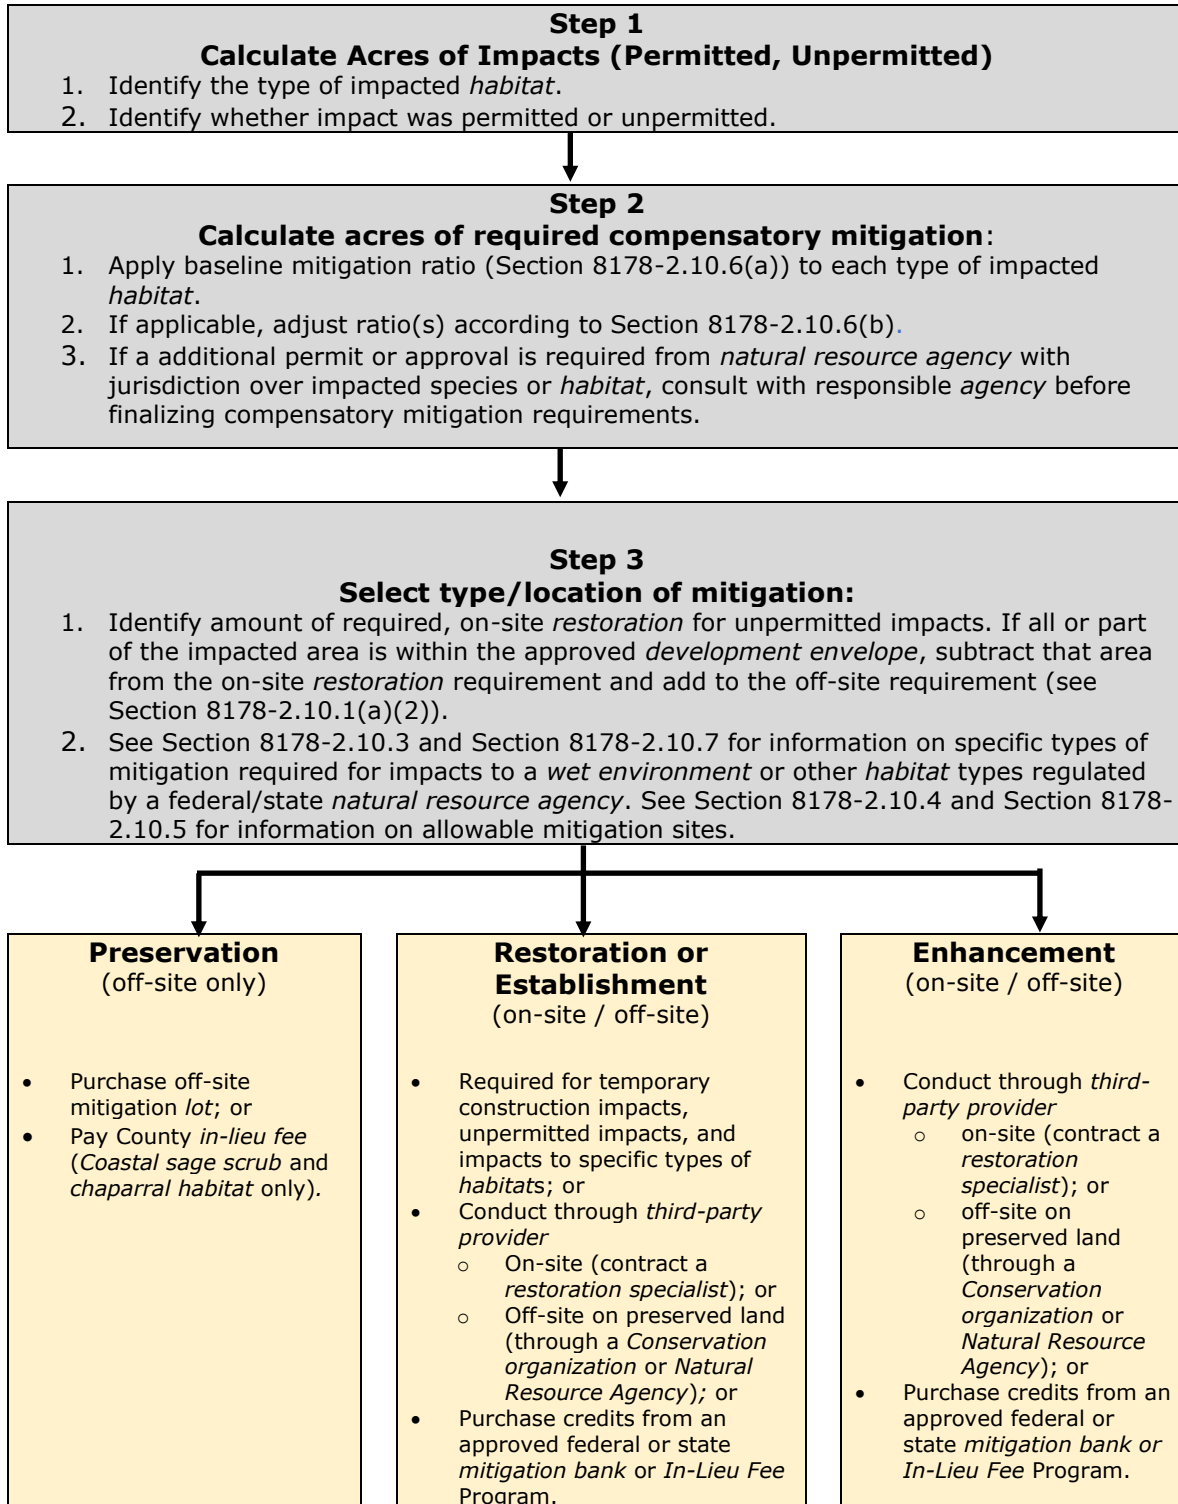 Step 1
Calculate Acres of Impacts (Permitted, Unpermitted)
1. Identify the type of impacted habitat.
2. Identify whether impact was permitted or unpermitted.
Step 2
Calculate acres of required compensatory mitigation:
1. Apply baseline mitigation ratio (Section 8178-2.10.6(a)) to each type of impacted
habitat.
2. If applicable, adjust ratio(s) according to Section 8178-2.10.6(b).
3. If a additional permit or approval is required from natural resource agency with
jurisdiction over impacted species or habitat, consult with responsible agency before
finalizing compensatory mitigation requirements.
Step 3
Select type/location of mitigation:
1. Identify amount of required, on-site restoration for unpermitted impacts. If all or part
of the impacted area is within the approved development envelope, subtract that area
from the on-site restoration requirement and add to the off-site requirement (see
Section 8178-2.10.1(a)(2)).
2. See Section 8178-2.10.3 and Section 8178-2.10.7 for information on specific types of
mitigation required for impacts to a wet environment or other habitat types regulated
by a federal/state natural resource agency. See Section 8178-2.10.4 and Section 8178-
2.10.5 for information on allowable mitigation sites.
Preservation
(off-site only)
• Purchase off-site
mitigation lot; or
• Pay County in-lieu fee
(Coastal sage scrub and
chaparral habitat only).
Restoration or
Establishment
(on-site / off-site)
• Required for temporary
construction impacts,
unpermitted impacts, and
impacts to specific types of
habitats; or
• Conduct through third-party
provider
o On-site (contract a
restoration specialist); or
o Off-site on preserved land
(through a Conservation
organization or Natural
Resource Agency); or
• Purchase credits from an
approved federal or state
mitigation bank or In-Lieu Fee
Program.
Enhancement
(on-site / off-site)
• Conduct through third-
party provider
o on-site (contract a
restoration
specialist); or
o off-site on
preserved land
(through a
Conservation
organization or
Natural Resource
Agency); or
• Purchase credits from an
approved federal or
state mitigation bank or
In-Lieu Fee Program.